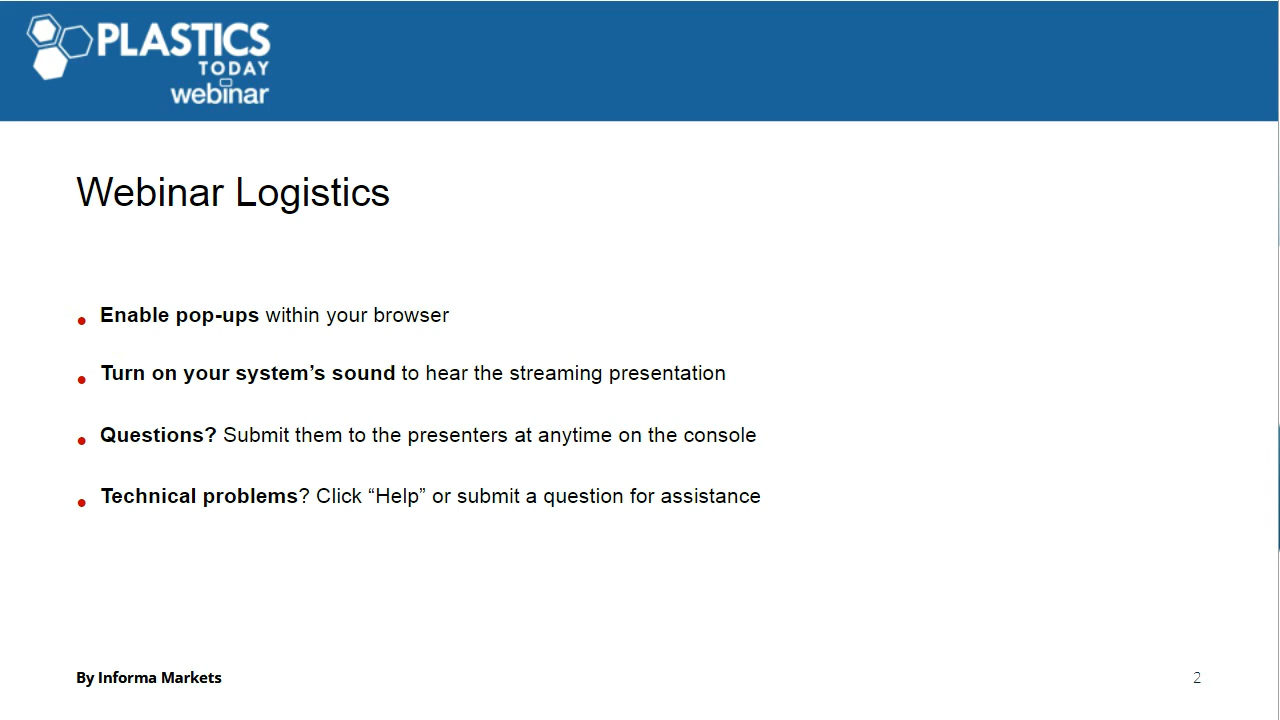 PLASTICS
TODAY
webinar
Webinar Logistics
• Enable pop-ups within your browser
• Turn on your system’s sound to hear the streaming presentation
• Questions? Submit them to the presenters at anytime on the console
• Technical problems? Click “Help” or submit a question for assistance
By Informa Markets
2